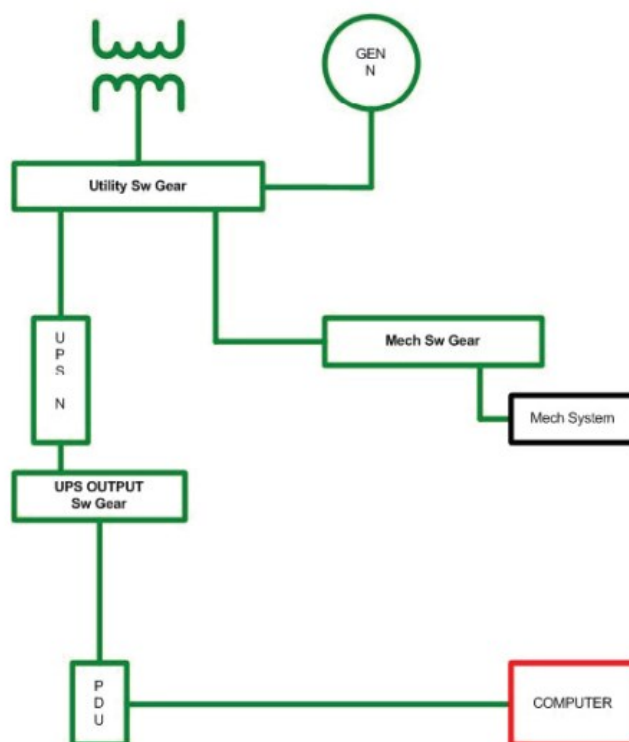 GEN
N
Utility Sw Gear
U
P
S
N
Mech Sw Gear
Mech System
UPS OUTPUT
Sw Gear
P
D
U
COMPUTER